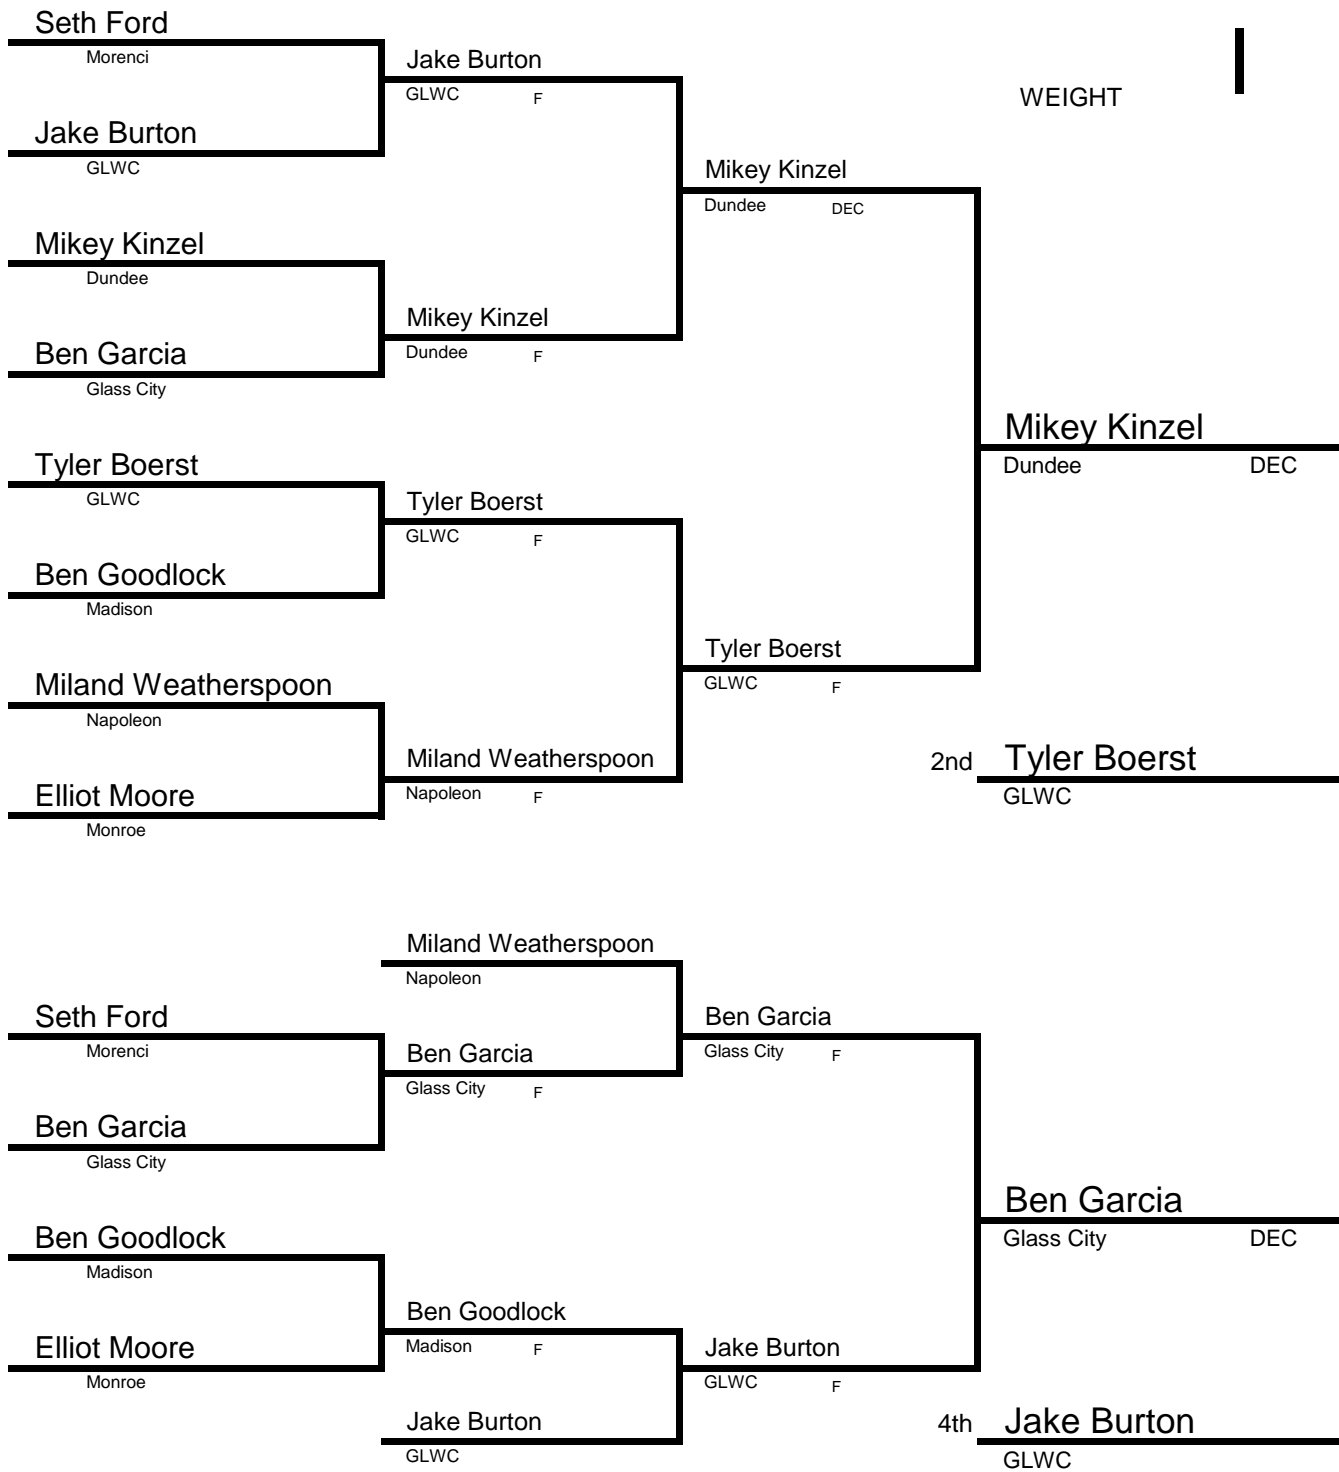 Seth Ford
Morenci
Jake Burton
GLWC F
WEIGHT
Jake Burton
GLWC
Mikey Kinzel
Dundee DEC
Mikey Kinzel
Dundee
Mikey Kinzel
Dundee F
Ben Garcia
Glass City
Mikey Kinzel
Dundee DEC
Tyler Boerst
GLWC
Tyler Boerst
GLWC F
Ben Goodlock
Madison
Tyler Boerst
GLWC F
Miland Weatherspoon
Napoleon
Miland Weatherspoon
Napoleon F
2nd Tyler Boerst
GLWC
Elliot Moore
Monroe
Miland Weatherspoon
Napoleon
Seth Ford
Morenci
Ben Garcia
Glass City F
Ben Garcia
Glass City F
Ben Garcia
Glass City
Ben Garcia
Glass City DEC
Ben Goodlock
Madison
Ben Goodlock
Madison F
Elliot Moore
Monroe
Jake Burton
GLWC F
Jake Burton
GLWC
4th Jake Burton
GLWC